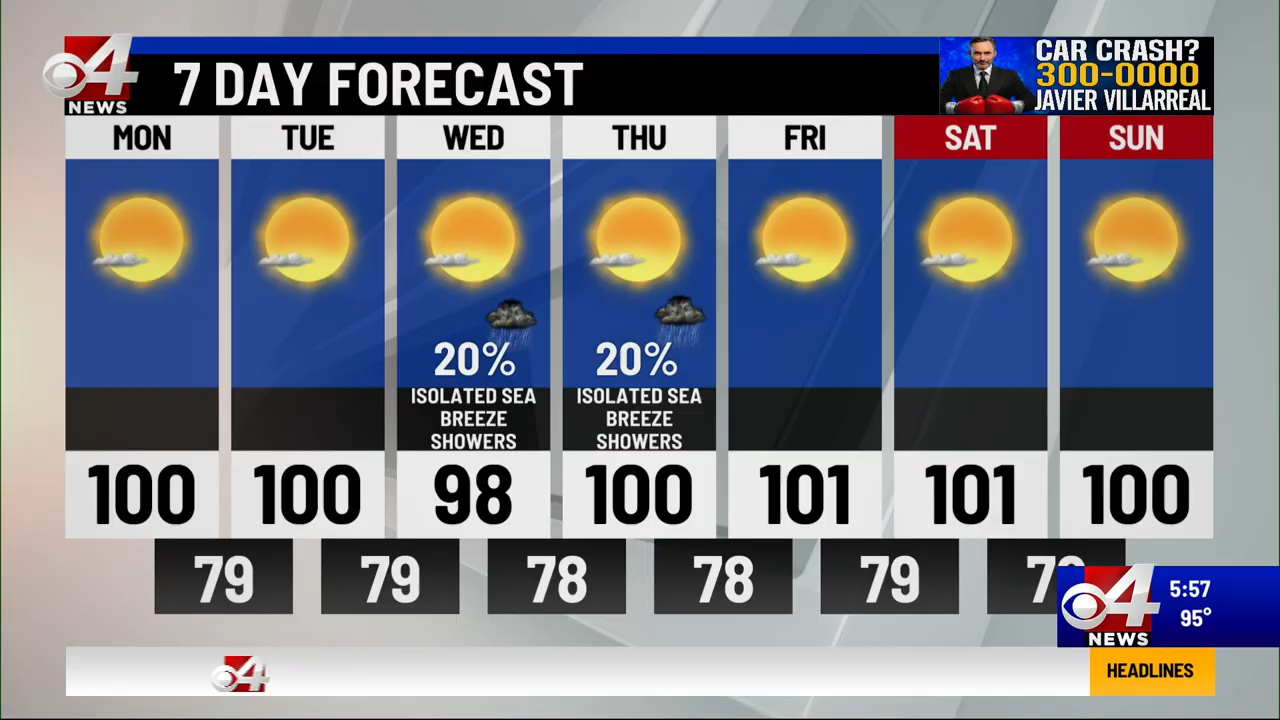 4
NEWS
7 DAY FORECAST
CAR CRASH?
300-0000
JAVIER VILLARREAL
MON TUE WED THU FRI SAT SUN
20% 20%
ISOLATED SEA ISOLATED SEA
BREEZE BREEZE
SHOWERS SHOWERS
100 100 98 100 101 101 100
79 79 78 78 79
4
NEWS
5:57
95°
4
HEADLINES